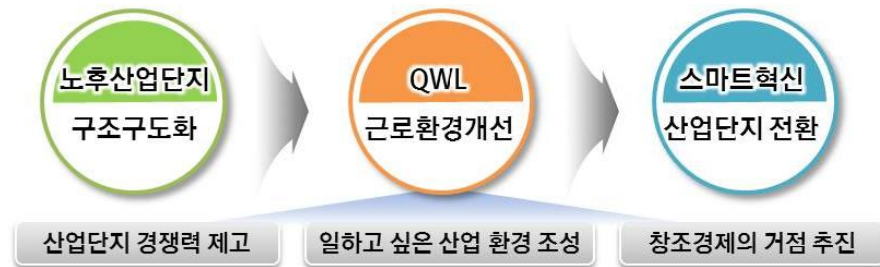 노후산업단지
구조구도화
QWL
근로환경개선
스마트혁신
산업단지 전환
산업단지 경쟁력 제고
일하고 싶은 산업 환경 조성
창조경제의 거점 추진